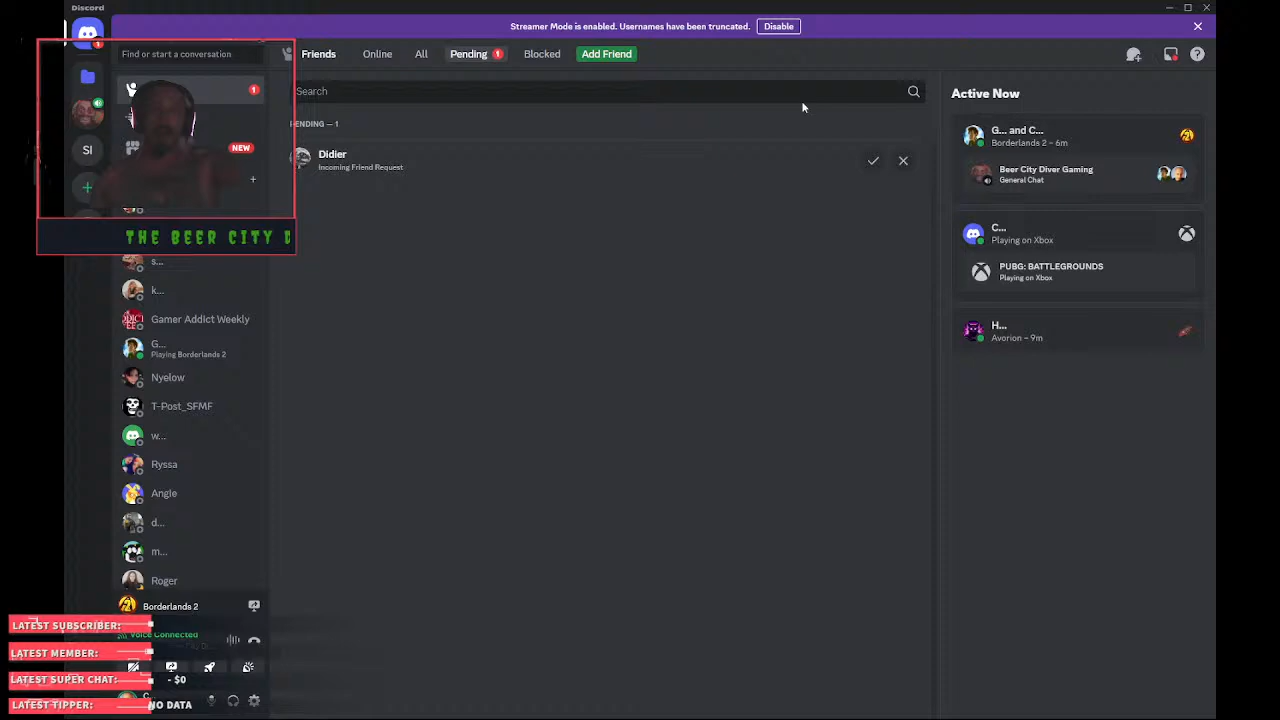 Discord
Streamer Mode is enabled. Usernames have been truncated.
Disable
Find or start a conversation
Friends
Online
All
Pending 1
Blocked
Add Friend
1
1
Search
NEW
SI
PENDING — 1
Didier
Incoming Friend Request
THE BEER CITY D
s...
k...
Gamer Addict Weekly
G...
Playing Borderlands 2
Nyelow
T-Post_SFMF
w...
Ryssa
Angle
d...
m...
Roger
Borderlands 2
Voice Connected
LATEST SUBSCRIBER:
LATEST MEMBER:
LATEST SUPER CHAT: - $0
LATEST TIPPER: NO DATA
Active Now
G... and C...
Borderlands 2 – 6m
Beer City Diver Gaming
General Chat
C...
Playing on Xbox
PUBG: BATTLEGROUNDS
Playing on Xbox
H...
Avorion – 9m